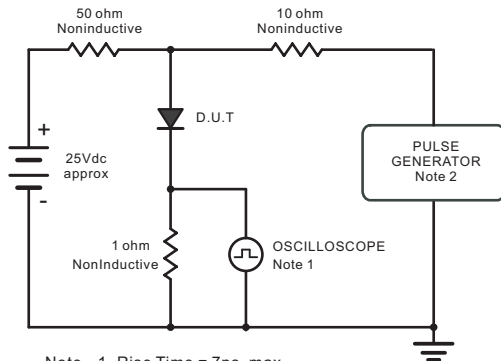 50 ohm
Noninductive
10 ohm
Noninductive
D.U.T
+
25Vdc
approx
-
PULSE
GENERATOR
Note 2
1 ohm
NonInductive
OSCILLOSCOPE
Note 1